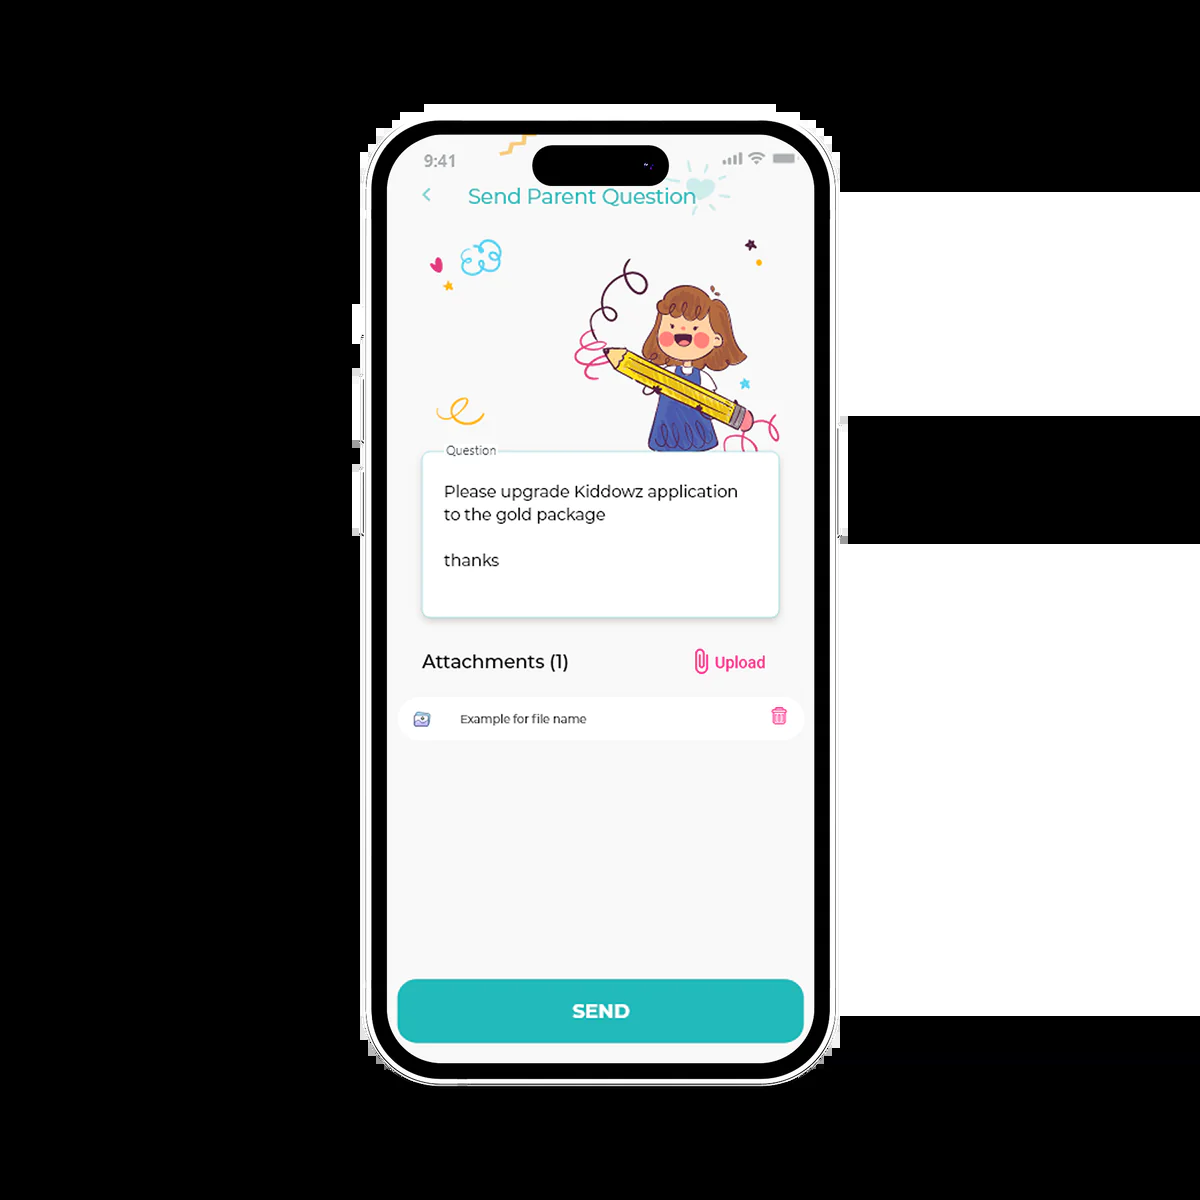 9:41
Send Parent Question
Question
Please upgrade Kiddowz application
to the gold package
thanks
Attachments (1)
Upload
Example for file name
SEND